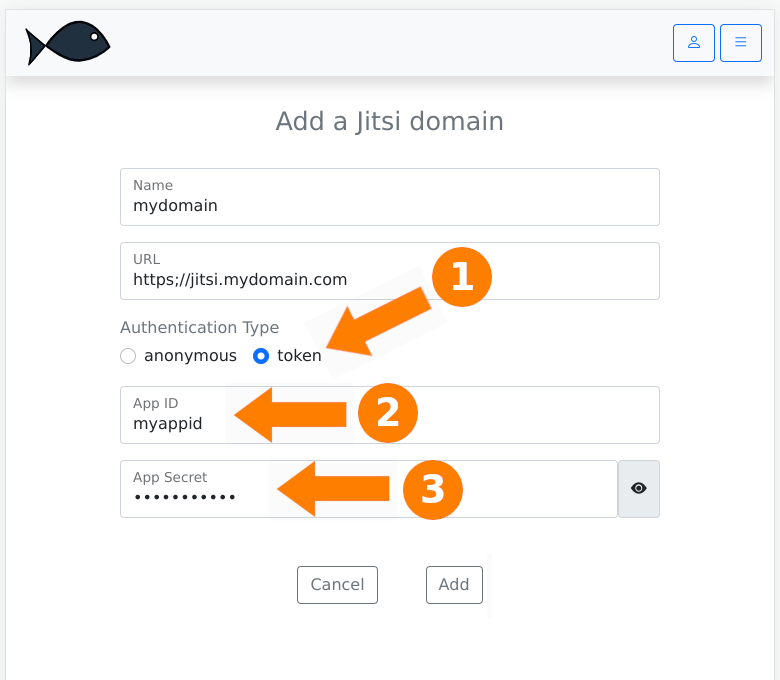 Add a Jitsi domain
Name
mydomain
URL
https;//jitsi.mydomain.com
1
Authentication Type
anonymous token
App ID
myappid
2
App Secret
•••••••••••
3
Cancel Add